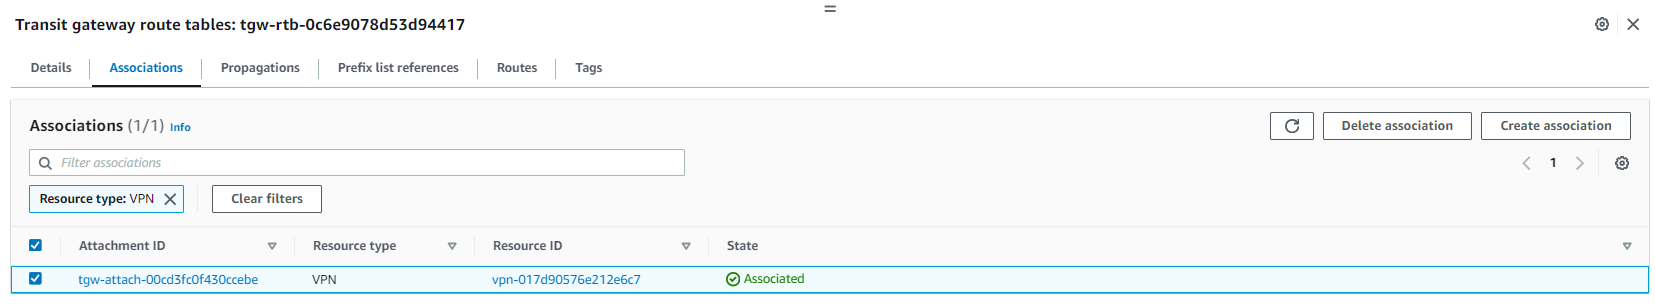 Transit gateway route tables: tgw-rtb-0c6e9078d53d94417
Details Associations Propagations Prefix list references Routes Tags
Associations (1/1) Info Delete association Create association
Filter associations 1
Resource type: VPN Clear filters
Attachment ID Resource type Resource ID State
tgw-attach-00cd3fc0f430ccebe VPN vpn-017d90576e212e6c7 Associated